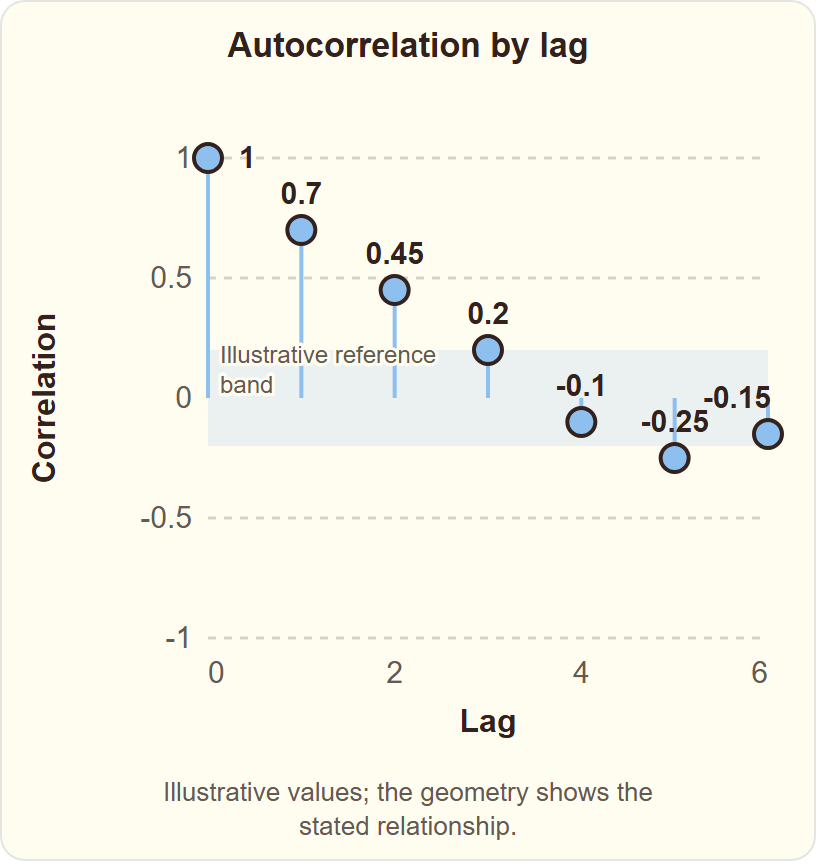 Autocorrelation by lag
1
1
0.7
0.45
0.5
0.2
Illustrative reference
band
0
-0.1
-0.15
-0.25
-0.5
-1
Correlation
0
2
4
6
Lag
Illustrative values; the geometry shows the
stated relationship.